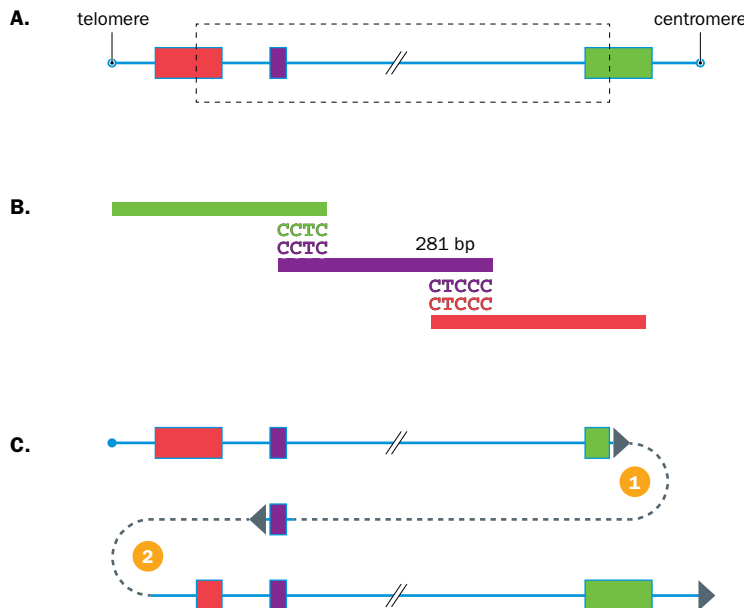 A.
telomere
centromere
B.
CCTC
CCTC
281 bp
CTCCC
CTCCC
C.
1
2